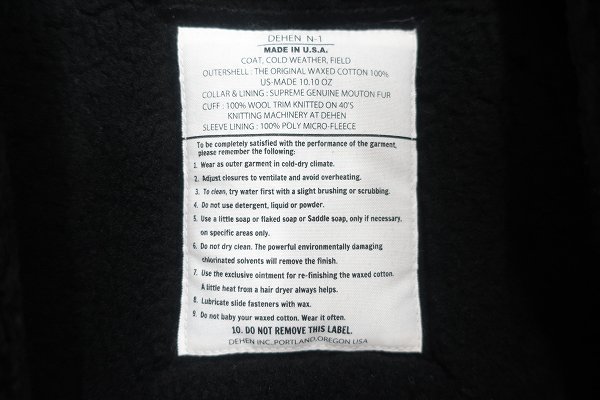 DEHEN N-1
MADE IN U.S.A.
COAT, COLD WEATHER, FIELD
OUTERSHELL : THE ORIGINAL WAXED COTTON 100%
US-MADE 10.10 OZ
COLLAR & LINING : SUPREME GENUINE MOUTON FUR
CUFF : 100% WOOL TRIM KNITTED ON 40'S
KNITTING MACHINERY AT DEHEN
SLEEVE LINING : 100% POLY MICRO-FLEECE
To be completely satisfied with the performance of the garment,
please remember the following:
1. Wear as outer garment in cold-dry climate.
2. Adjust closures to ventilate and avoid overheating.
3. To clean, try water first with a slight brushing or scrubbing.
4. Do not use detergent, liquid or powder.
5. Use a little soap or flaked soap or Saddle soap, only if necessary,
on specific areas only.
6. Do not dry clean. The powerful environmentally damaging
chlorinated solvents will remove the finish.
7. Use the exclusive ointment for re-finishing the waxed cotton.
A little heat from a hair dryer always helps.
8. Lubricate slide fasteners with wax.
9. Do not baby your waxed cotton. Wear it often.
10. DO NOT REMOVE THIS LABEL.
DEHEN INC.,PORTLAND,OREGON USA